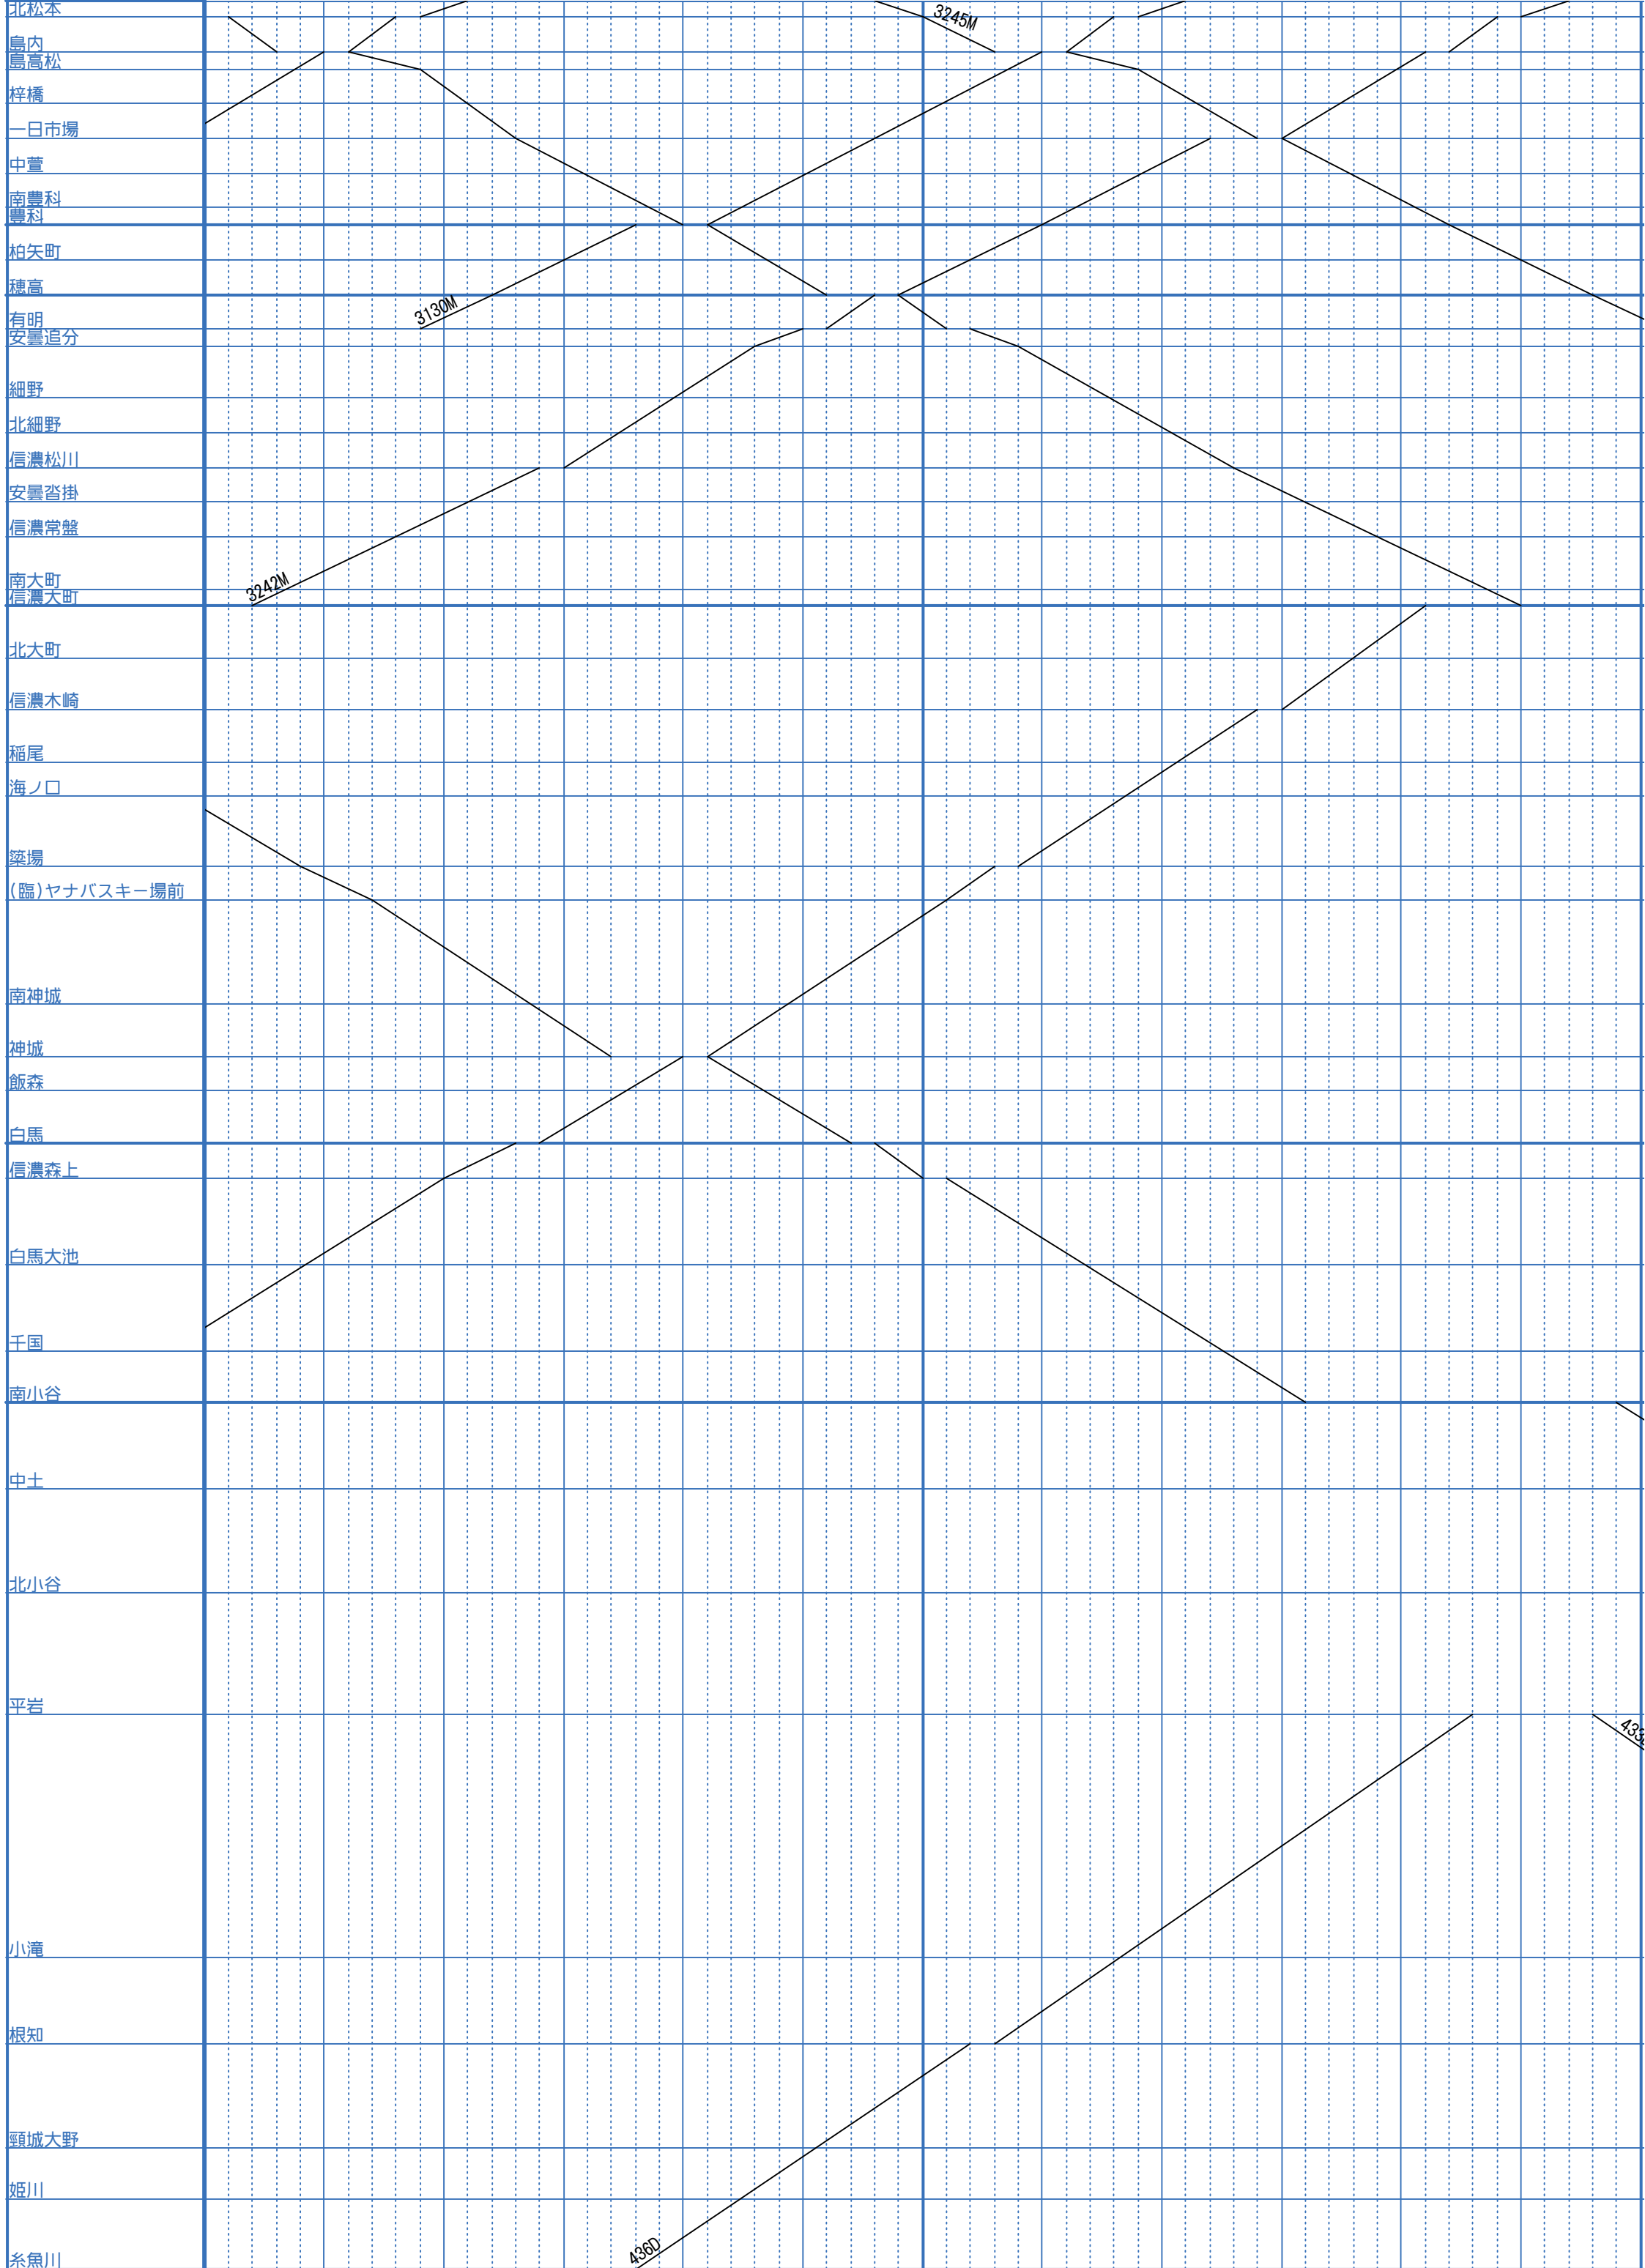 北松本
3245M
島内
島高松
梓橋
一日市場
中萱
南豊科
豊科
柏矢町
穂高
3130M
有明
安曇追分
細野
北細野
信濃松川
安曇沓掛
信濃常盤
南大町
3242M
信濃大町
北大町
信濃木崎
稲尾
海ノ口
簗場
(臨)ヤナバスキー場前
南神城
神城
飯森
白馬
信濃森上
白馬大池
千国
南小谷
中土
北小谷
平岩
433
小滝
根知
頸城大野
姫川
436D
糸魚川